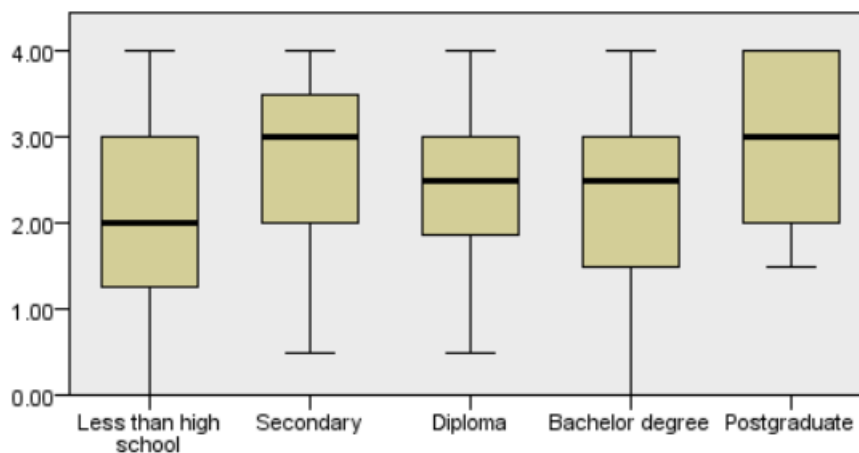 4.00
3.00
2.00
1.00
0.00
Less than high
school
Secondary
Diploma
Bachelor degree
Postgraduate